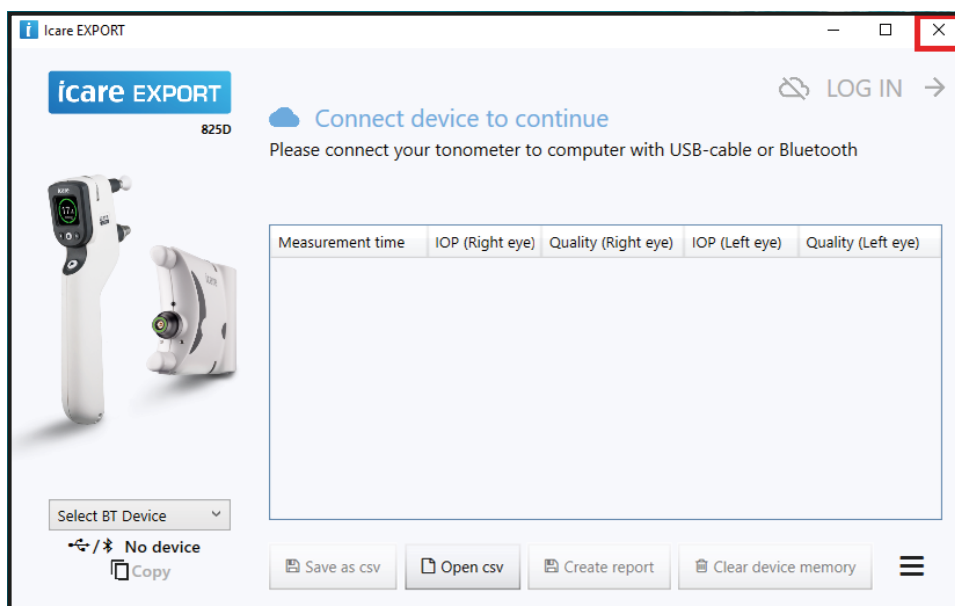 Icare EXPORT
icare EXPORT
825D
LOG IN
Connect device to continue
Please connect your tonometer to computer with USB-cable or Bluetooth
Measurement time IOP (Right eye) Quality (Right eye) IOP (Left eye) Quality (Left eye)
Select BT Device
/ No device
Copy
Save as csv Open csv Create report Clear device memory